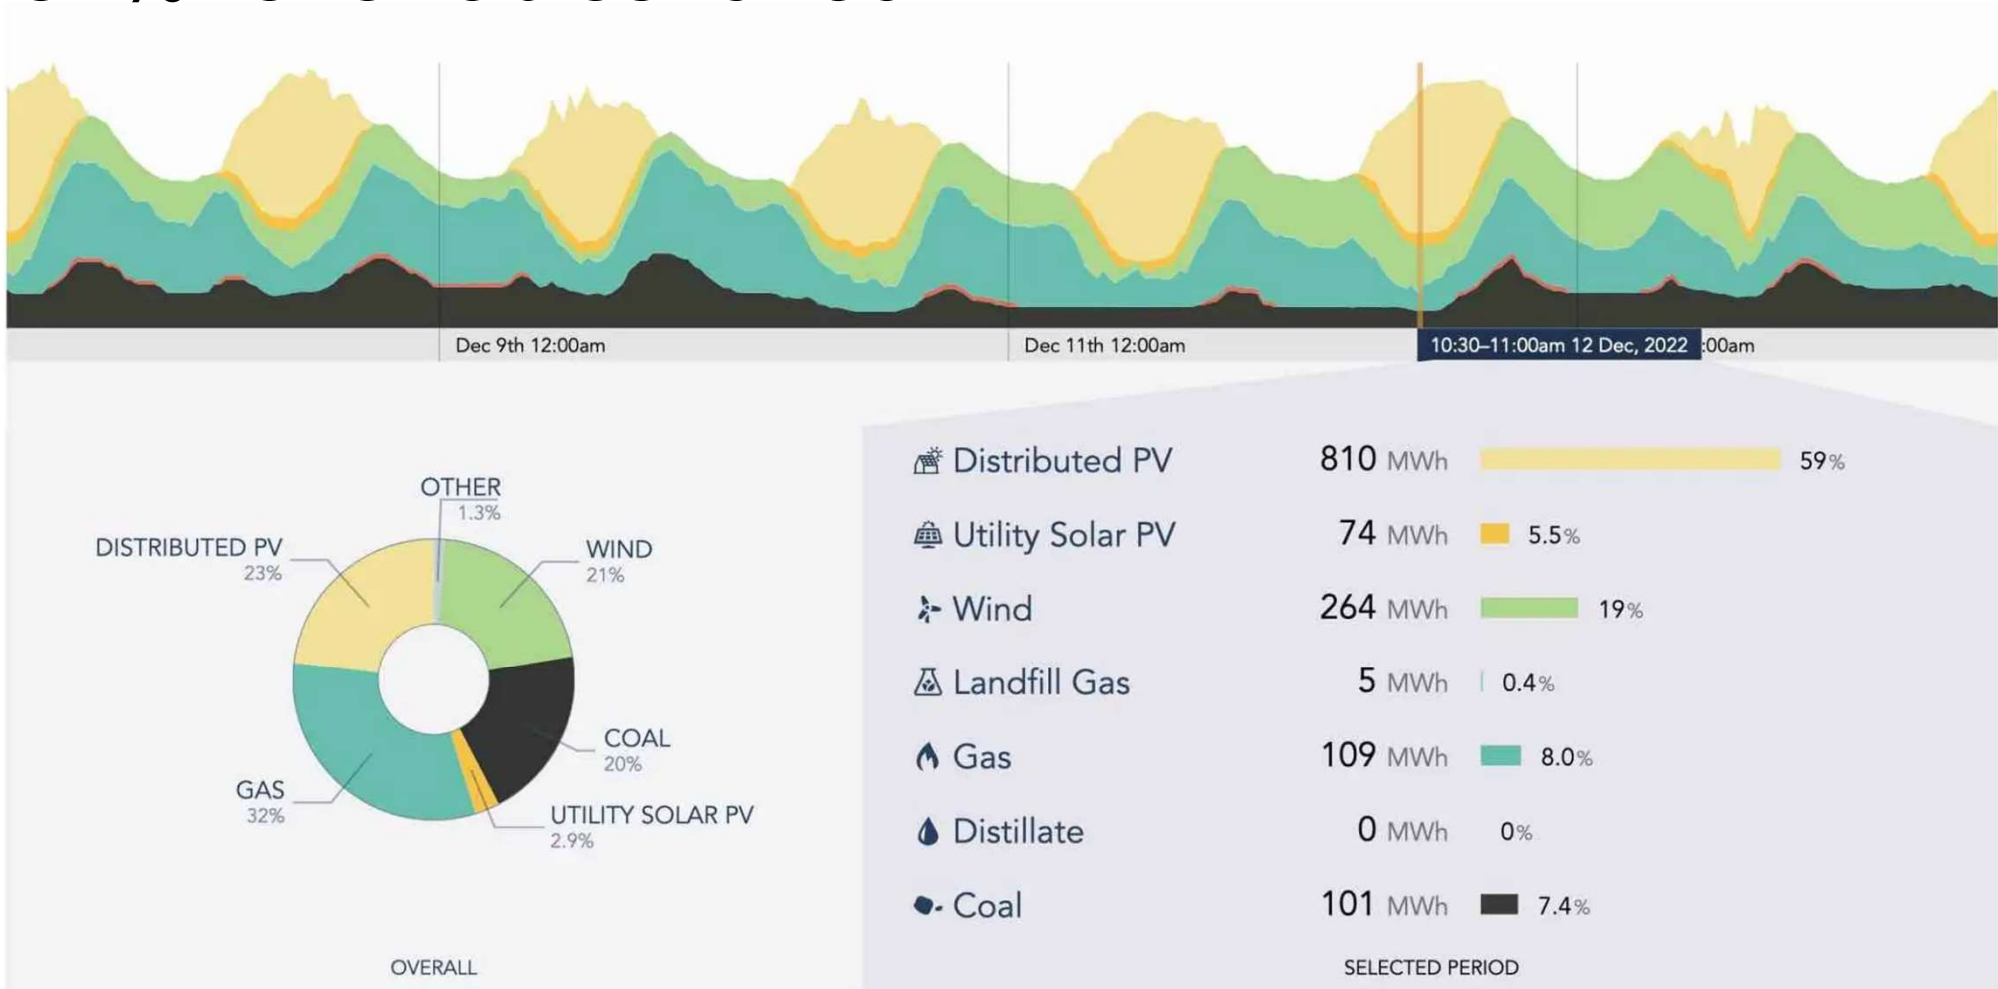 Dec 9th 12:00am
Dec 11th 12:00am
10:30–11:00am 12 Dec, 2022
:00am
OTHER
1.3%
DISTRIBUTED PV
23%
WIND
21%
COAL
20%
GAS
32%
UTILITY SOLAR PV
2.9%
OVERALL
Distributed PV 810 MWh 59%
Utility Solar PV 74 MWh 5.5%
Wind 264 MWh 19%
Landfill Gas 5 MWh 0.4%
Gas 109 MWh 8.0%
Distillate 0 MWh 0%
Coal 101 MWh 7.4%
SELECTED PERIOD